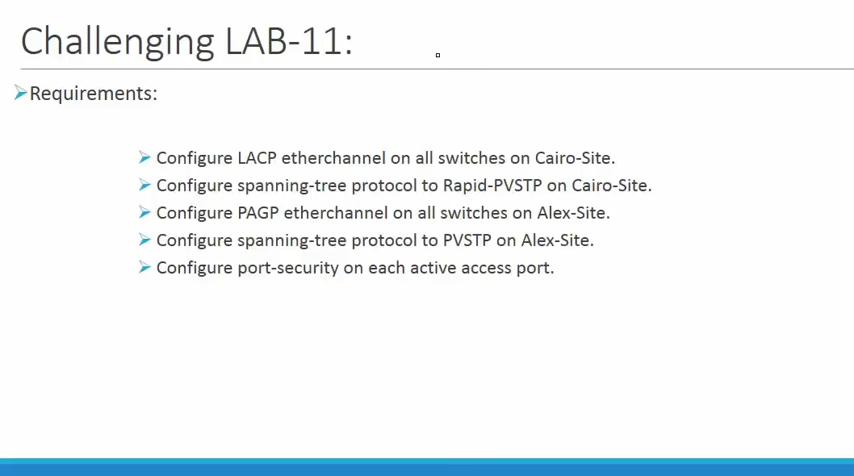 Challenging LAB-11:
Requirements:
Configure LACP etherchannel on all switches on Cairo-Site.
Configure spanning-tree protocol to Rapid-PVSTP on Cairo-Site.
Configure PAGP etherchannel on all switches on Alex-Site.
Configure spanning-tree protocol to PVSTP on Alex-Site.
Configure port-security on each active access port.